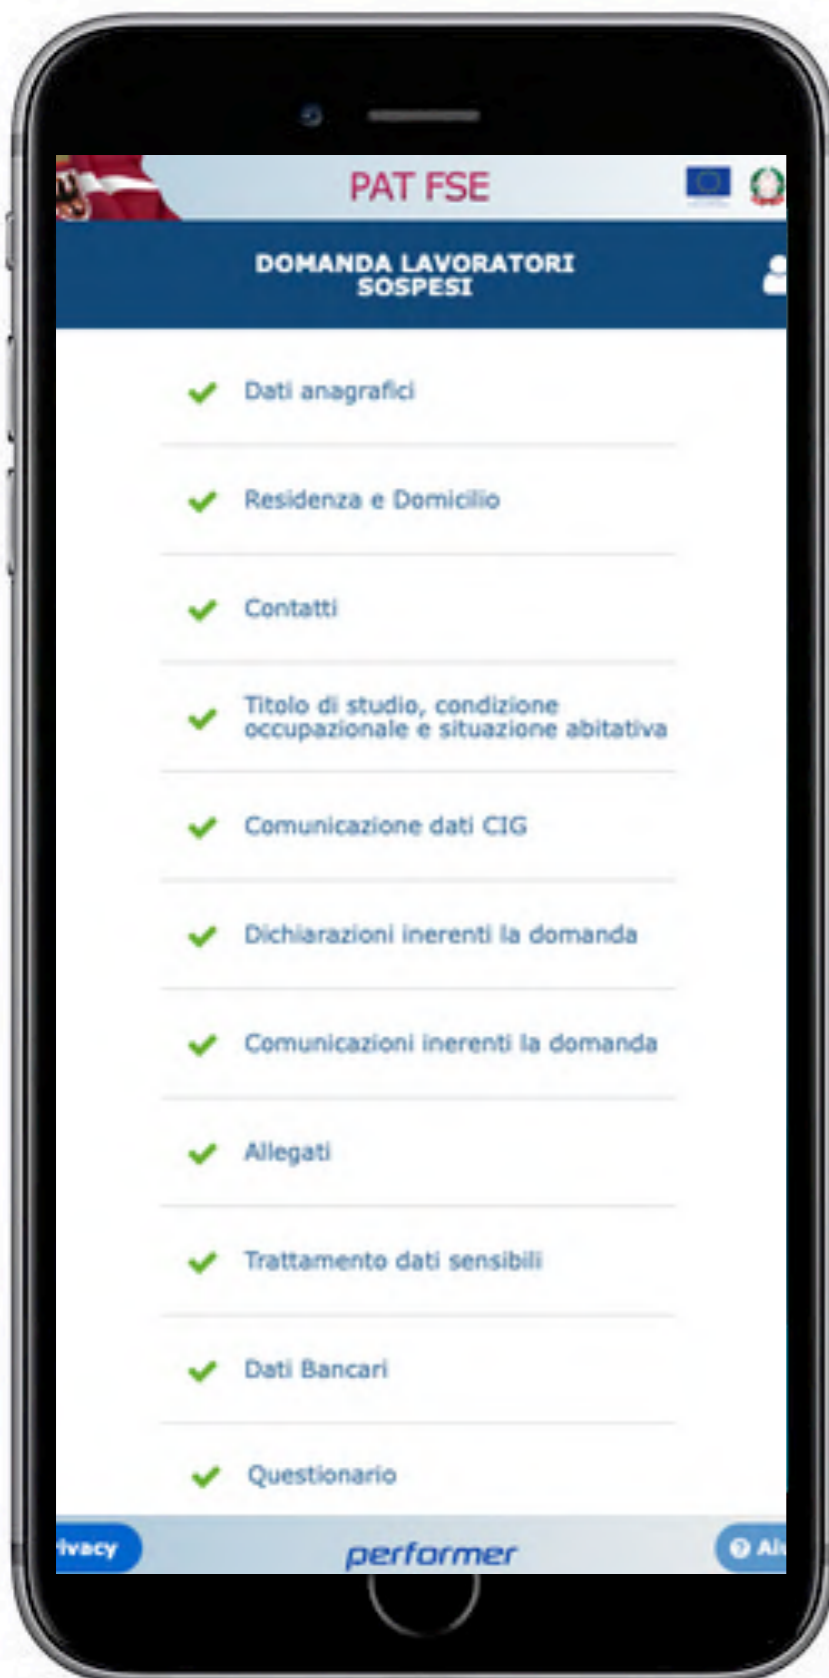 PAT FSE
DOMANDA LAVORATORI
SOSPESI
Dati anagrafici
Residenza e Domicilio
Contatti
Titolo di studio, condizione
occupazionale e situazione abitativa
Comunicazione dati CIG
Dichiarazioni inerenti la domanda
Comunicazioni inerenti la domanda
Allegati
Trattamento dati sensibili
Dati Bancari
Questionario
ivacy
performer